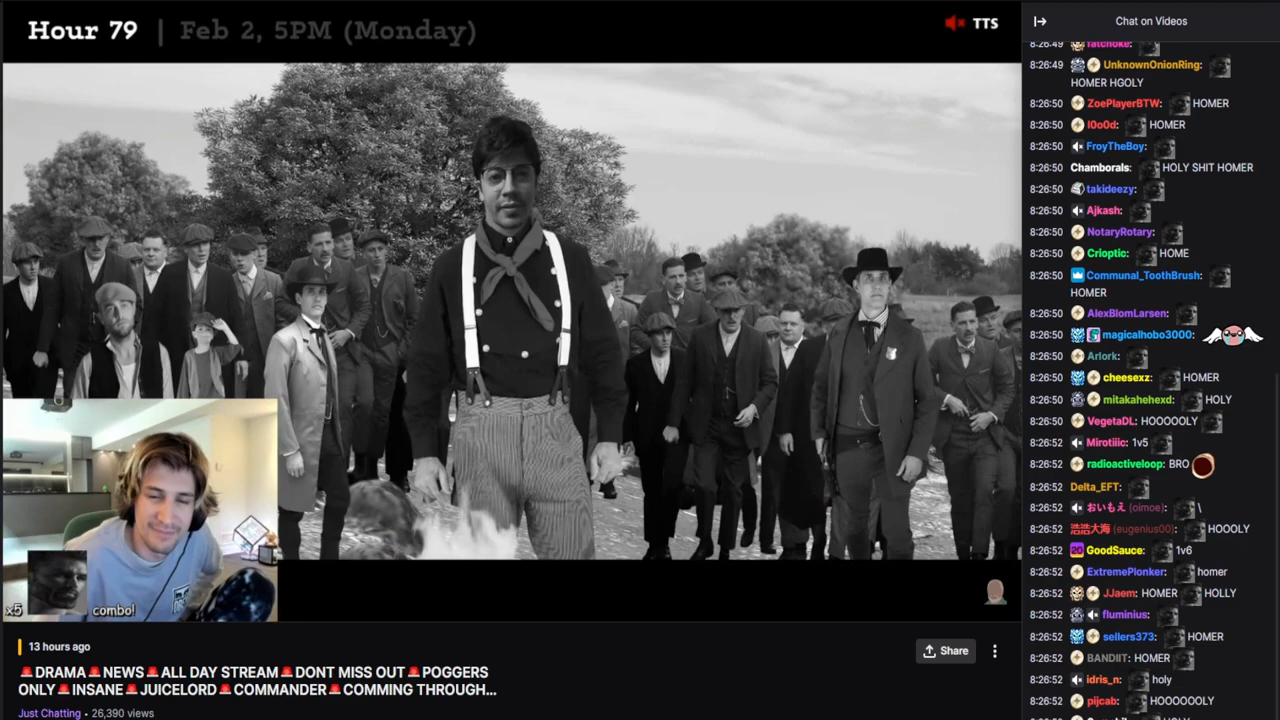 Hour 79 | Feb 2, 5PM (Monday)
TTS
x5 combo!
13 hours ago
Share
🚨DRAMA🚨NEWS🚨ALL DAY STREAM🚨DONT MISS OUT🚨POGGERS
ONLY🚨INSANE🚨JUICELORD🚨COMMANDER🚨COMMING THROUGH...
Just Chatting • 26,390 views
Chat on Videos
8:26:49 fatchoke:
8:26:49 UnknownOnionRing:
HOMER HGOLY
8:26:50 ZoePlayerBTW: HOMER
8:26:50 l0o0d: HOMER
8:26:50 FroyTheBoy:
8:26:50 Chamborals: HOLY SHIT HOMER
8:26:50 takideezy:
8:26:50 Ajkash:
8:26:50 NotaryRotary:
8:26:50 Crioptic: HOME
8:26:50 Communal_ToothBrush:
HOMER
8:26:50 AlexBlomLarsen:
8:26:50 magicalhobo3000:
8:26:50 Arlork:
8:26:50 cheesexz: HOMER
8:26:50 mitakahehexd: HOLY
8:26:50 VegetaDL: HOOOOOLY
8:26:52 Mirotiiic: 1v5
8:26:52 radioactiveloop: BRO
8:26:52 Delta_EFT:
8:26:52 おいもえ (oimoe): \
8:26:52 浩浩大海 (eugenius00): HOOOLY
8:26:52 20 GoodSauce: 1v6
8:26:52 ExtremePlonker: homer
8:26:52 JJaem: HOMER HOLLY
8:26:52 fluminius:
8:26:52 sellers373: HOMER
8:26:52 BANDIIT: HOMER
8:26:52 idris_n: holy
8:26:52 pijcab: HOOOOOOLY